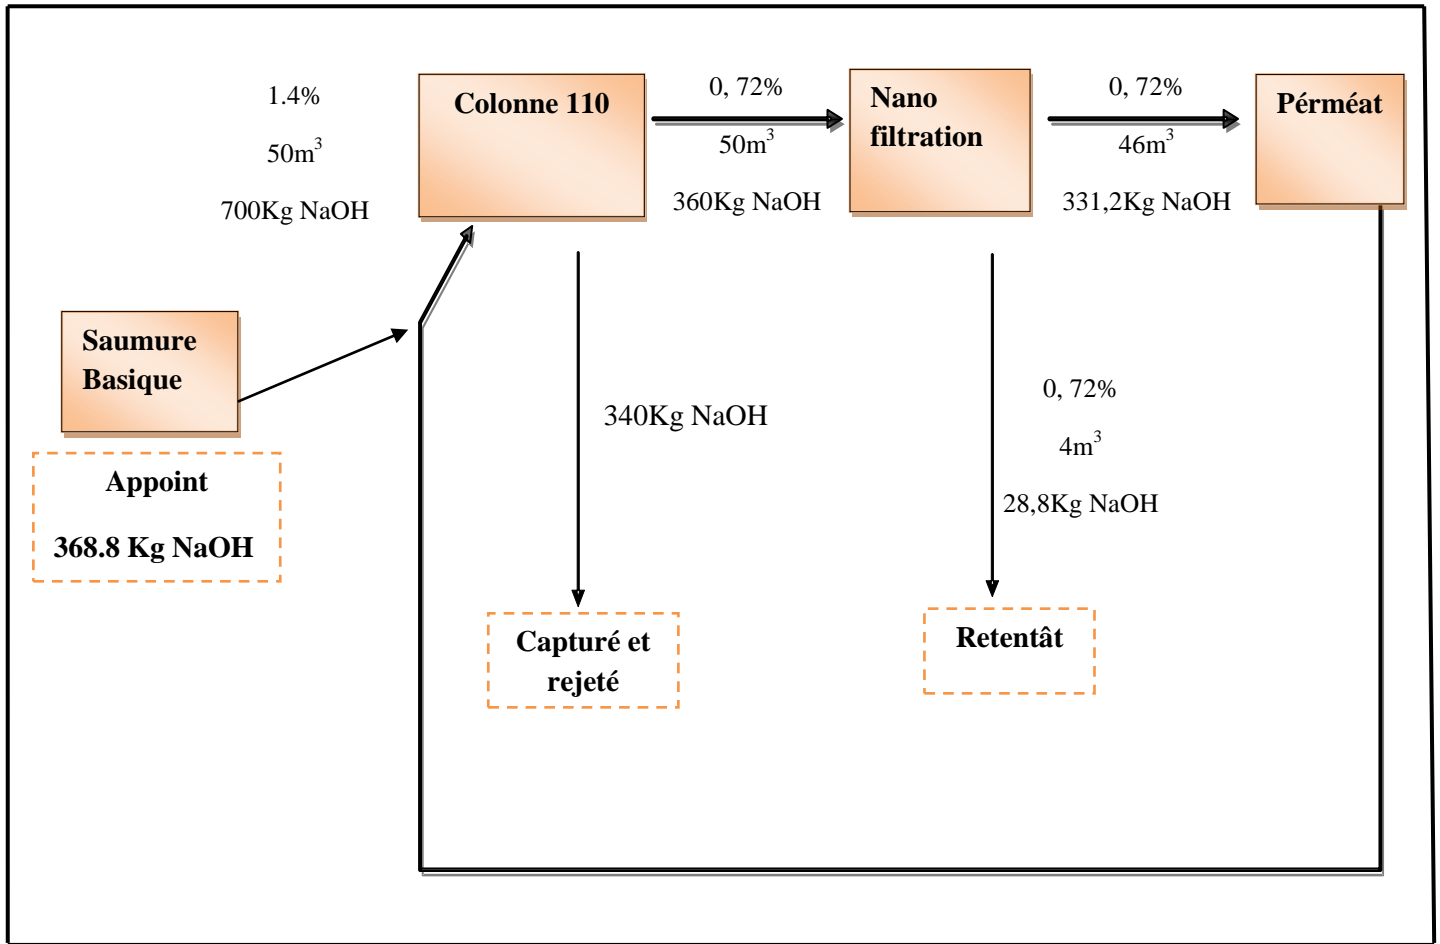 1.4%
50m³
700Kg NaOH
Colonne 110
0, 72%
50m³
360Kg NaOH
Nano
filtration
0, 72%
46m³
331,2Kg NaOH
Pérméat
Saumure
Basique
Appoint
368.8 Kg NaOH
340Kg NaOH
0, 72%
4m³
28,8Kg NaOH
Capturé et
rejeté
Retentât